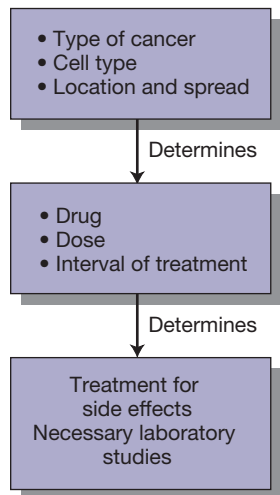 • Type of cancer
• Cell type
• Location and spread
Determines
• Drug
• Dose
• Interval of treatment
Determines
Treatment for
side effects
Necessary laboratory
studies